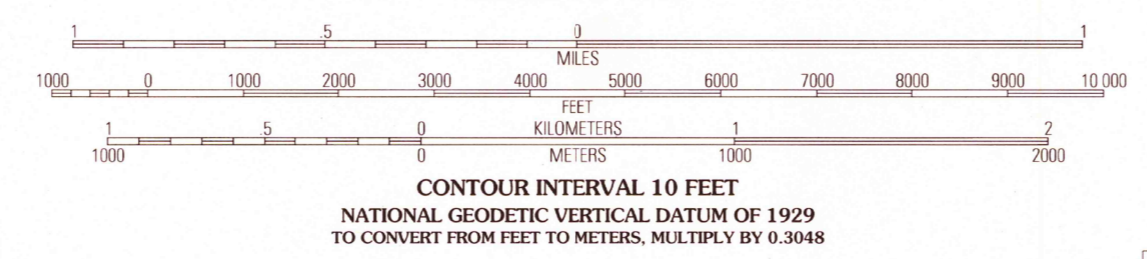 1 .5 0 1
MILES
1000 0 1000 2000 3000 4000 5000 6000 7000 8000 9000 10 000
FEET
1 .5 0 KILOMETERS 1 2
1000 0 METERS 1000 2000
CONTOUR INTERVAL 10 FEET
NATIONAL GEODETIC VERTICAL DATUM OF 1929
TO CONVERT FROM FEET TO METERS, MULTIPLY BY 0.3048